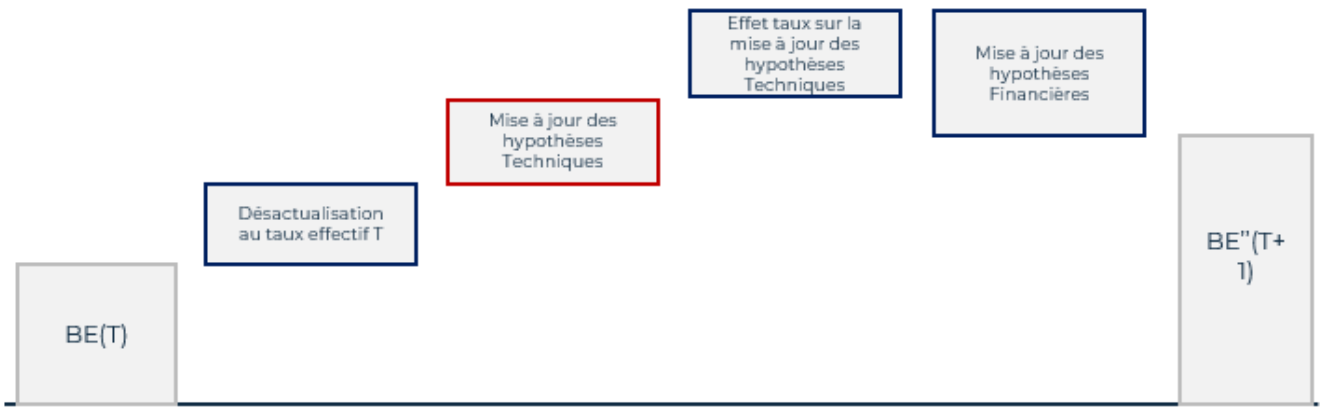 BE(T)
Désactualisation
au taux effectif T
Mise à jour des
hypothèses
Techniques
Effet taux sur la
mise à jour des
hypothèses
Techniques
Mise à jour des
hypothèses
Financières
BE"(T+
1)